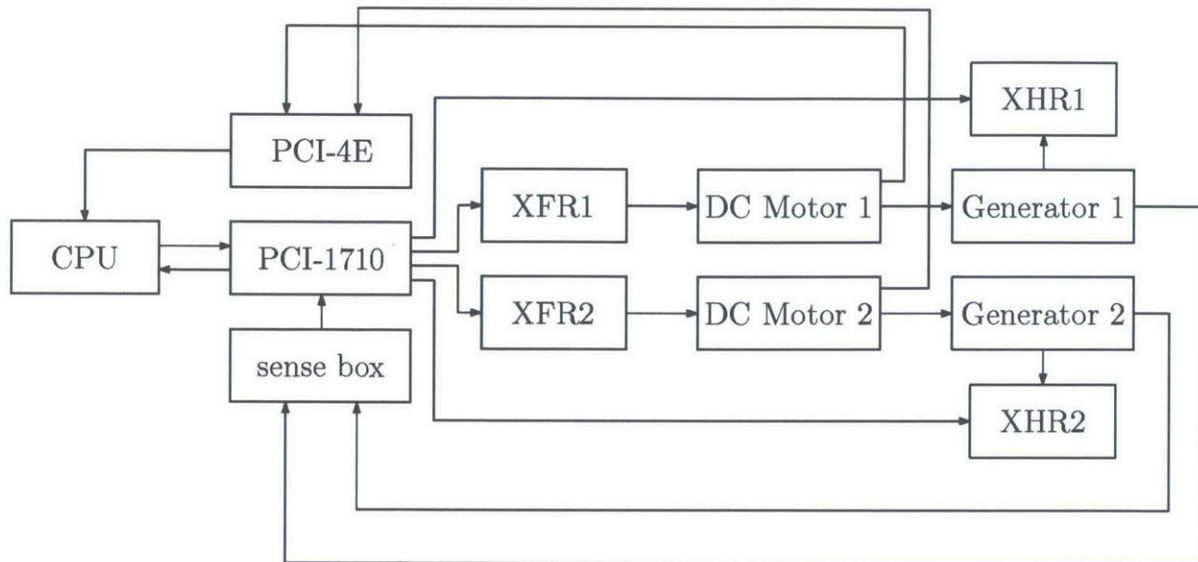 XHR1
PCI-4E
XFR1
DC Motor 1
Generator 1
CPU
PCI-1710
XFR2
DC Motor 2
Generator 2
sense box
XHR2